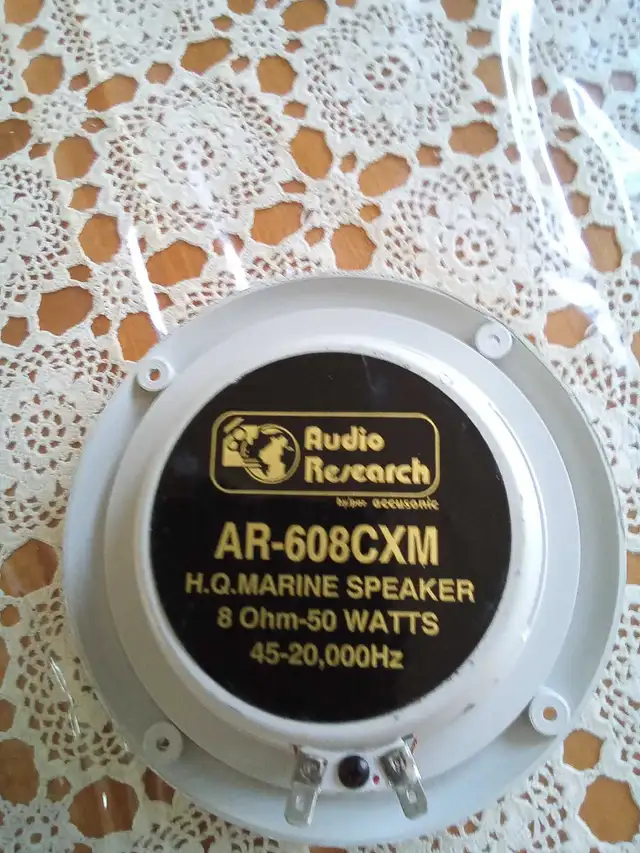 Audio
Research
accusonic
AR-608CXM
H.Q.MARINE SPEAKER
8 Ohm-50 WATTS
45-20,000Hz